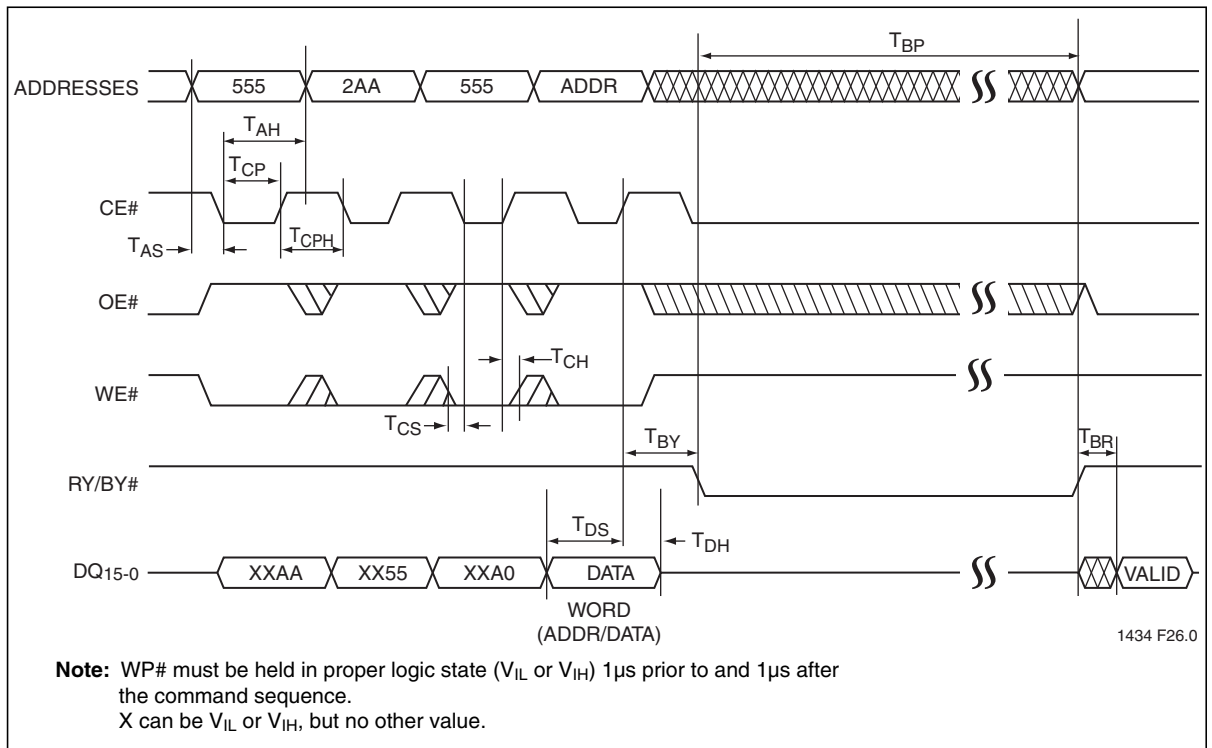 T_BP
ADDRESSES 555 2AA 555 ADDR
T_AH
T_CP
CE#
T_AS T_CPH
OE#
T_CH
WE#
T_CS
T_BY T_BR
RY/BY#
T_DS T_DH
DQ15-0 XXAA XX55 XXA0 DATA VALID
WORD
(ADDR/DATA)
1434 F26.0
Note: WP# must be held in proper logic state (V_IL or V_IH) 1µs prior to and 1µs after
the command sequence.
X can be V_IL or V_IH, but no other value.